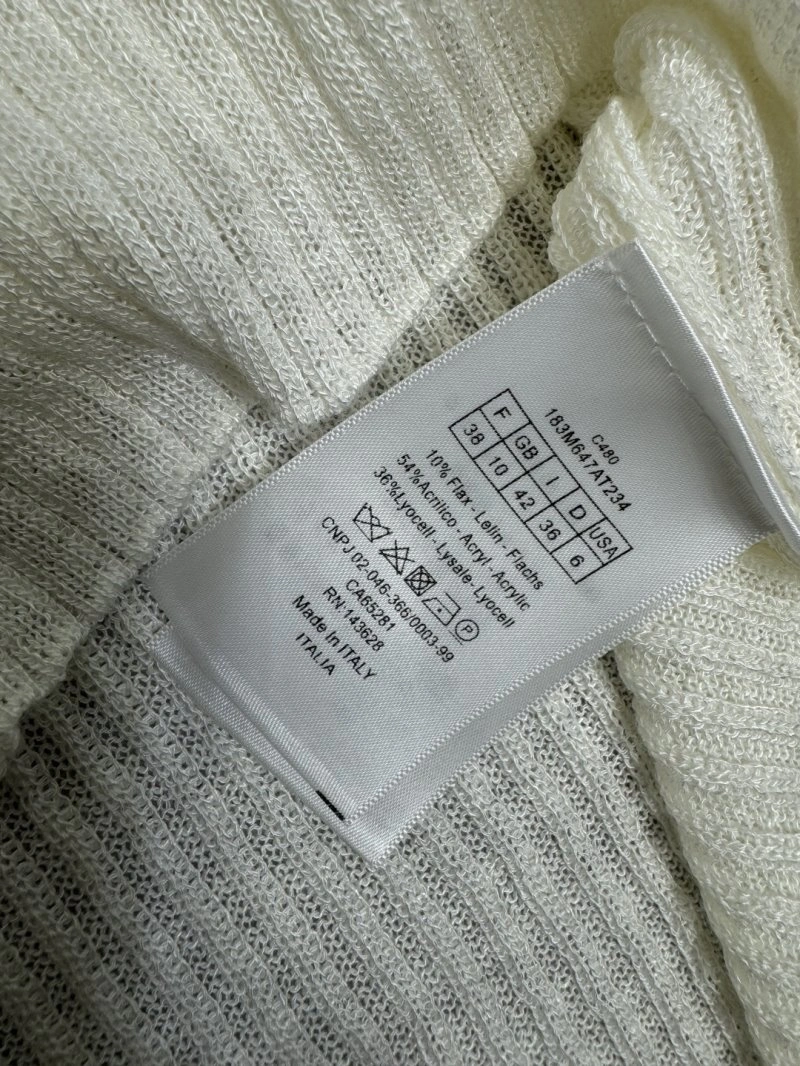 C480
183M647AT234
F GB I D USA
38 10 42 36 6
10% Flax - Lelin - Flachs
54%Acrilico - Acryl - Acrylic
36%Lyocell - Lysale- Lyocell
P
CNPJ 02-046-366/0003-99
CA65281
RN:143628
Made In ITALY
ITALIA